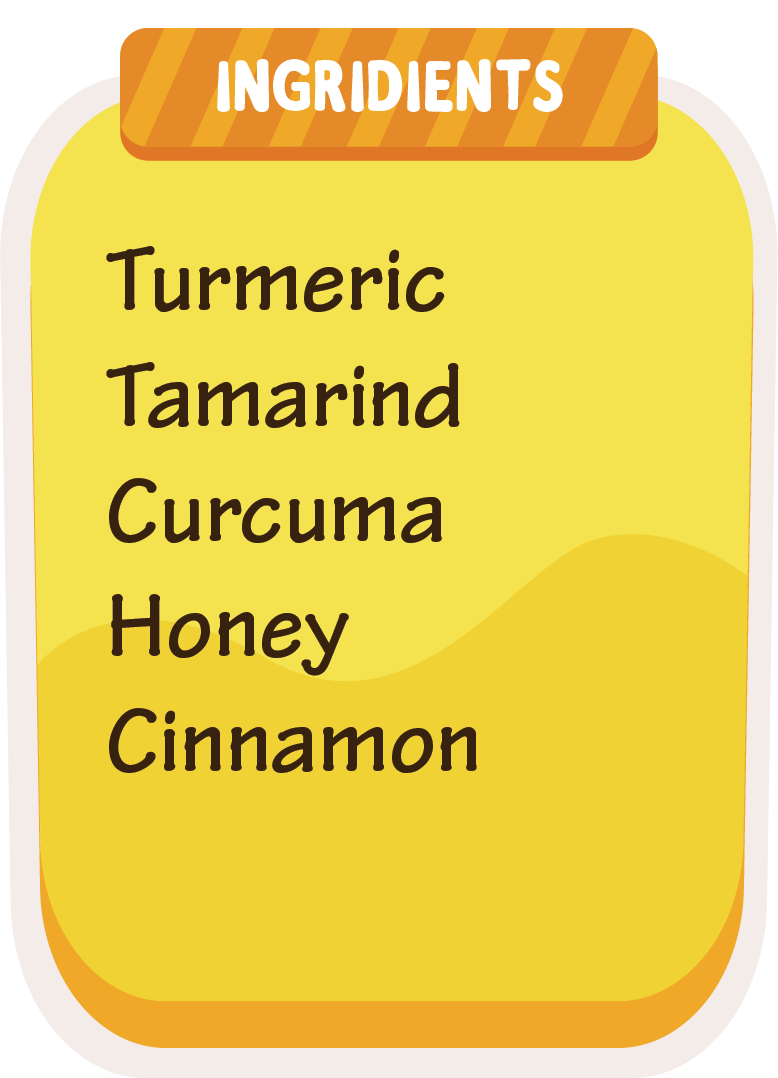 INGRIDIENTS
Turmeric
Tamarind
Curcuma
Honey
Cinnamon